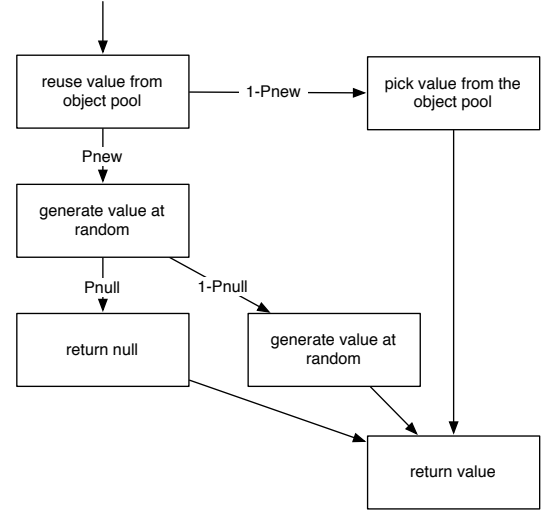 reuse value from
object pool
1-Pnew
pick value from the
object pool
Pnew
generate value at
random
Pnull
1-Pnull
return null
generate value at
random
return value